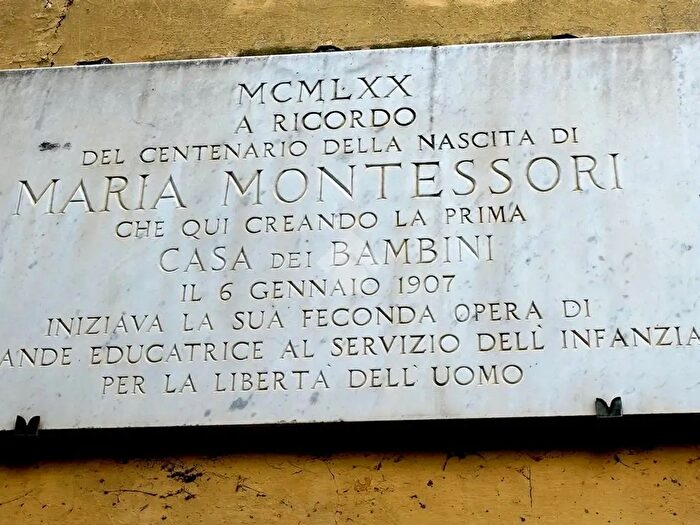 MCMLXX
A RICORDO
DEL CENTENARIO DELLA NASCITA DI
MARIA MONTESSORI
CHE QUI CREANDO LA PRIMA
CASA DEI BAMBINI
IL 6 GENNAIO 1907
INIZIAVA LA SUA FECONDA OPERA DI
ANDE EDUCATRICE AL SERVIZIO DELL' INFANZIA
PER LA LIBERTÀ DELL' UOMO